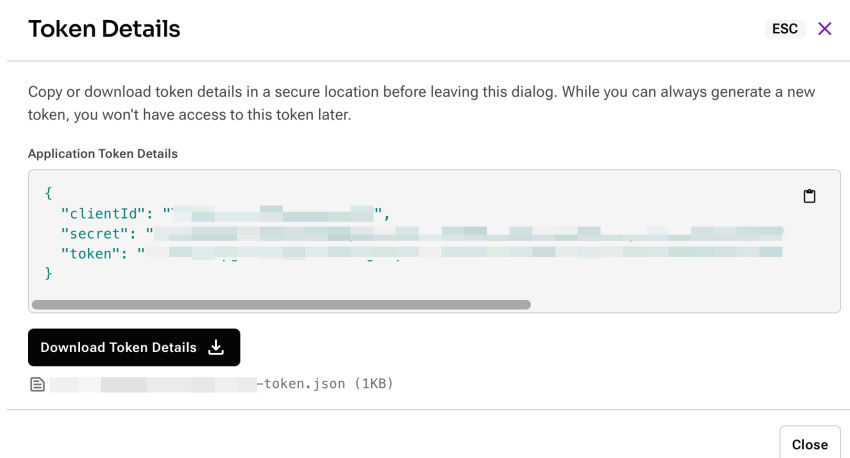 Token Details
ESC
Copy or download token details in a secure location before leaving this dialog. While you can always generate a new
token, you won't have access to this token later.
Application Token Details
{
"clientId": "",
"secret": "
"token": "
}
Download Token Details
-token.json (1KB)
Close